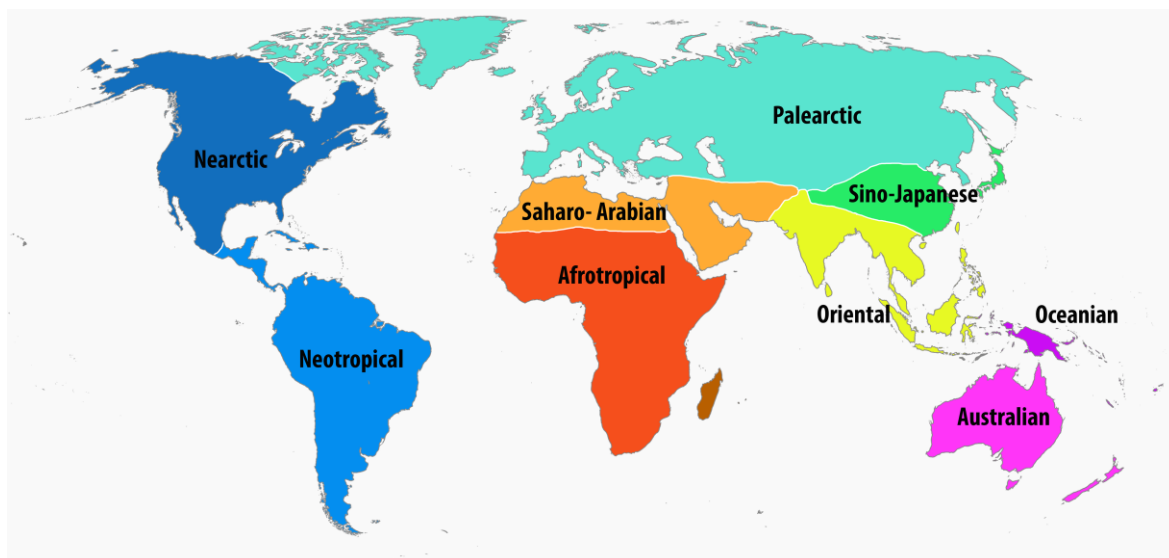 Palearctic
Nearctic
Sino-Japanese
Saharo- Arabian
Afrotropical
Oriental
Oceanian
Neotropical
Australian